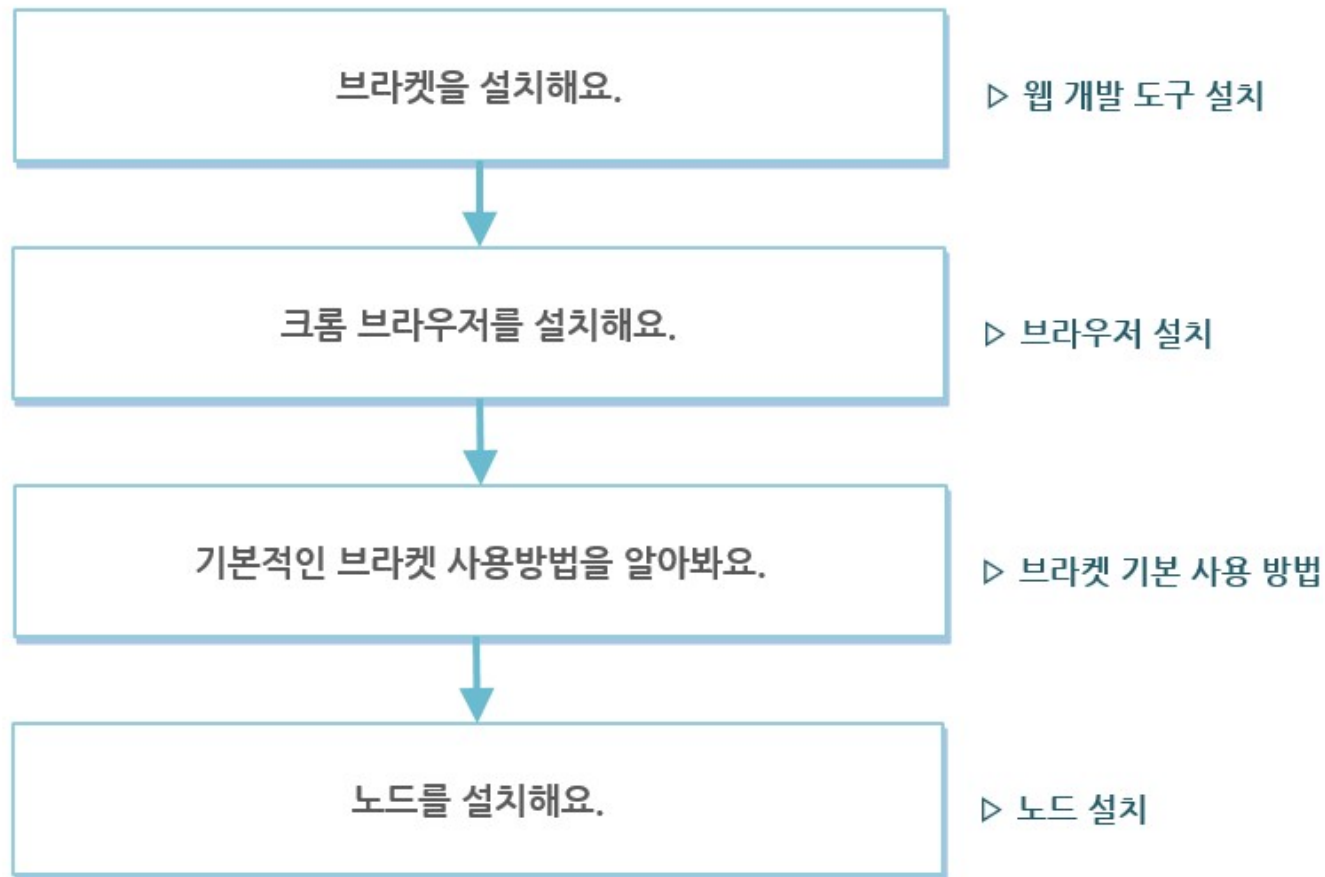 브라켓을 설치해요.
▷ 웹 개발 도구 설치
크롬 브라우저를 설치해요.
▷ 브라우저 설치
기본적인 브라켓 사용방법을 알아봐요.
▷ 브라켓 기본 사용 방법
노드를 설치해요.
▷ 노드 설치